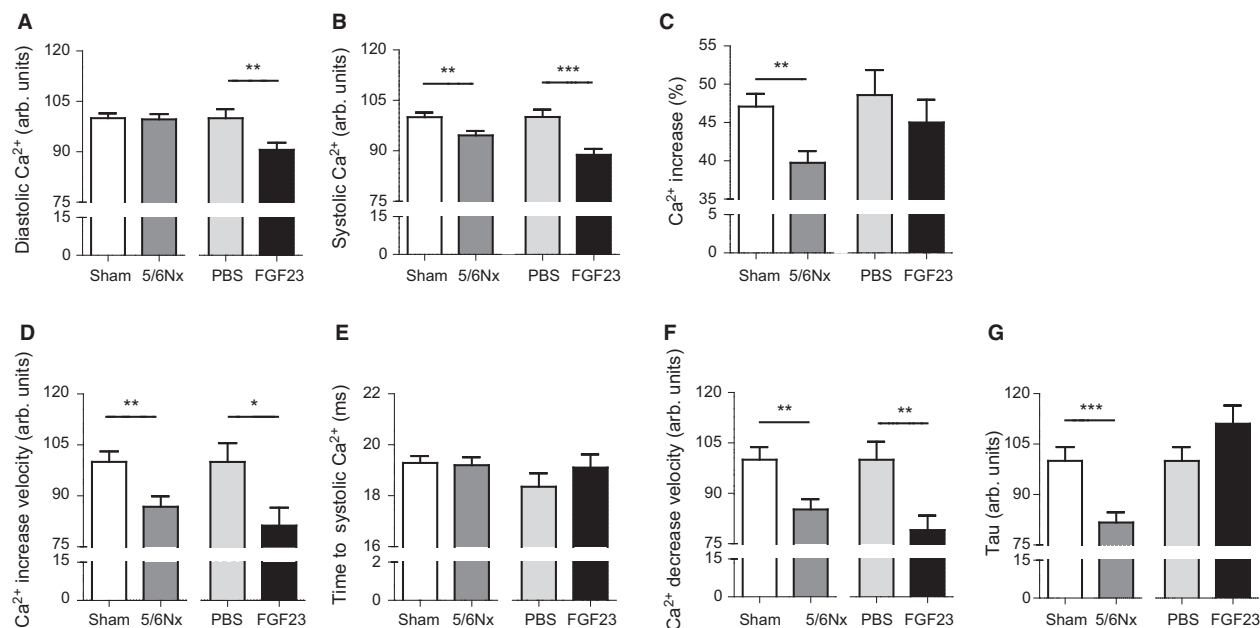 A
Diastolic Ca²⁺ (arb. units)
120
105
90
75
15
0
**
Sham 5/6Nx PBS FGF23
B
Systolic Ca²⁺ (arb. units)
120
105
90
75
15
0
** ***
Sham 5/6Nx PBS FGF23
C
Ca²⁺ increase (%)
55
50
45
40
35
5
0
**
Sham 5/6Nx PBS FGF23
D
Ca²⁺ increase velocity (arb. units)
120
105
90
75
15
0
** *
Sham 5/6Nx PBS FGF23
E
Time to systolic Ca²⁺ (ms)
22
20
18
16
2
0
Sham 5/6Nx PBS FGF23
F
Ca²⁺ decrease velocity (arb. units)
120
105
90
75
15
0
** **
Sham 5/6Nx PBS FGF23
G
Tau (arb. units)
120
105
90
75
15
0
***
Sham 5/6Nx PBS FGF23